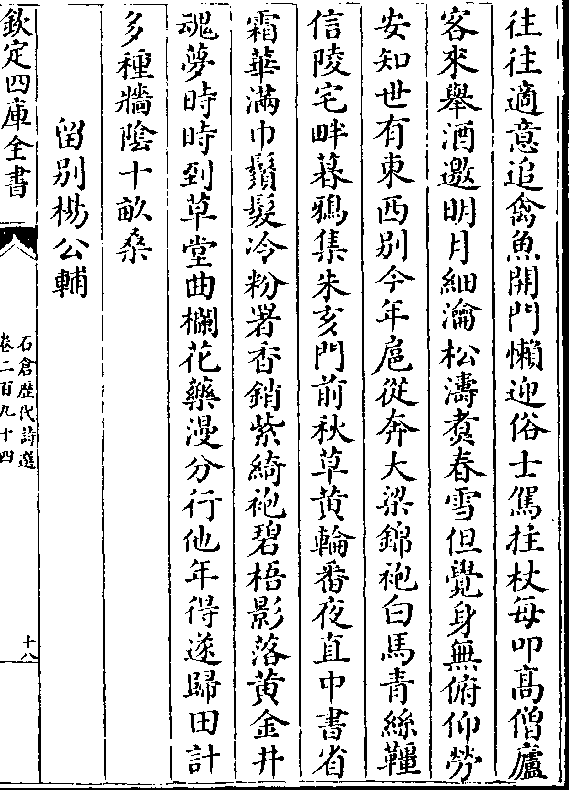 往往適意追禽魚開門懶迎俗士駕拄杖每叩髙僧廬
客來舉酒邀明月細瀹松濤煑春雪但覺身無俯仰勞
安知世有東西別今年扈從奔大梁錦袍白馬青絲韁
信陵宅畔暮鴉集朱亥門前秋草黄輪番夜直中書省
霜華滿巾鬚髮冷粉署香銷紫綺袍碧梧影落黄金井
魂夢時時到草堂曲欄花藥漫分行他年得遂歸田計
多種牆陰十畝桑
留別楊公輔
欽定四庫全書
石倉歴代詩選
卷二百九十四
十八